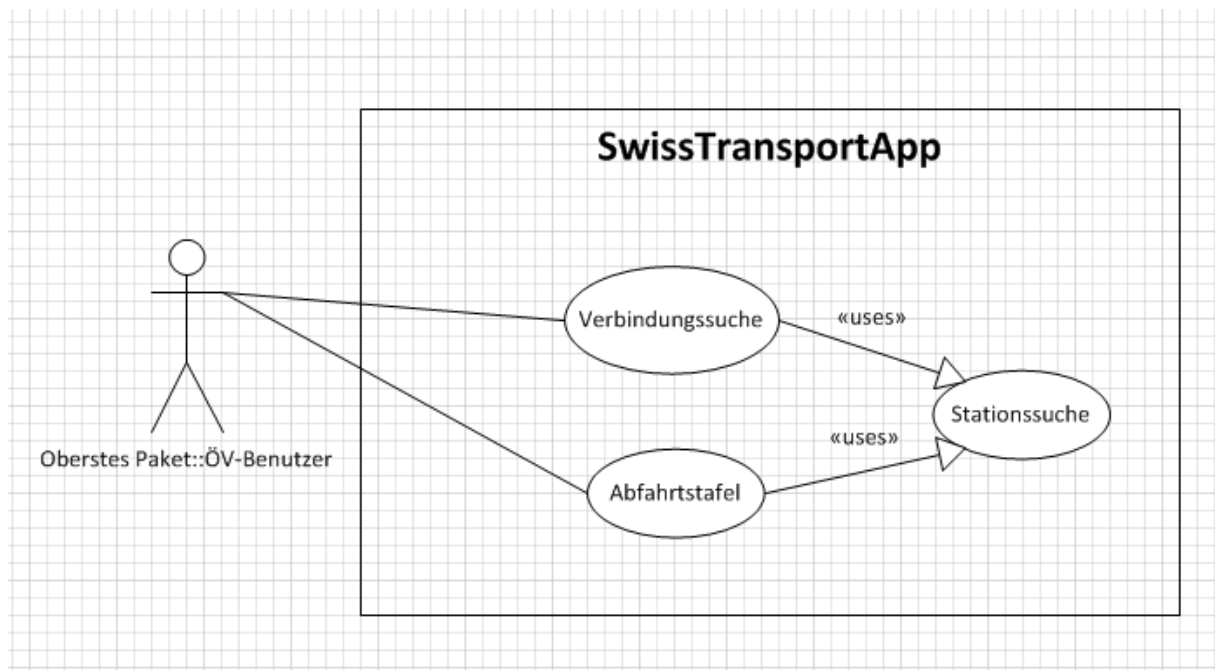 SwissTransportApp
Verbindungssuche
«uses»
Stationssuche
«uses»
Oberstes Paket::ÖV-Benutzer
Abfahrtstafel